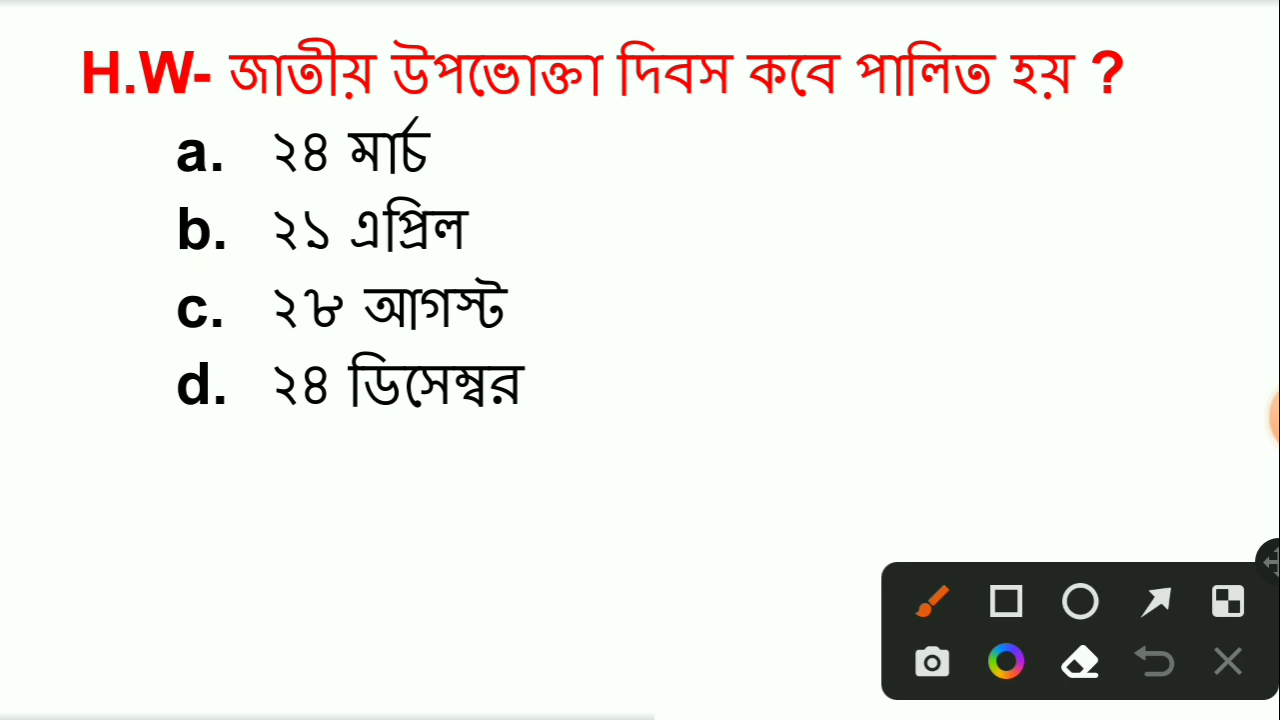 H.W- জাতীয় উপভোক্তা দিবস কবে পালিত হয় ?
a. ২৪ মার্চ
b. ২১ এপ্রিল
c. ২৮ আগস্ট
d. ২৪ ডিসেম্বর